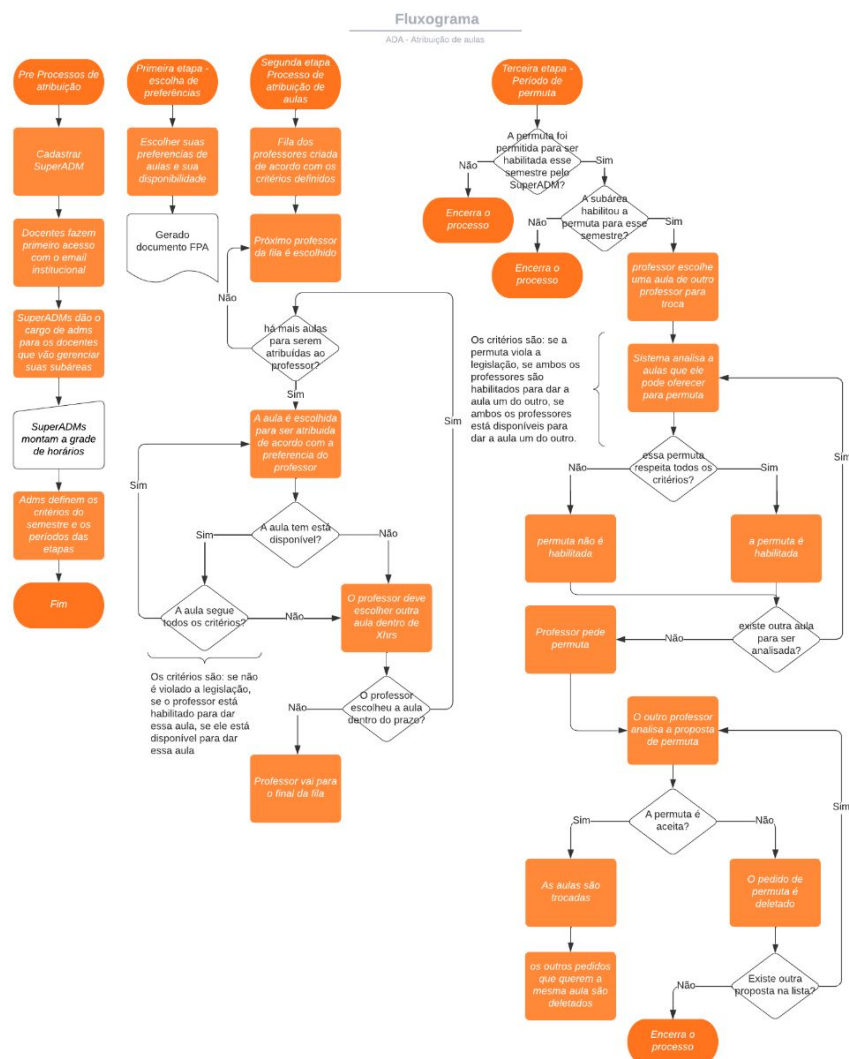 Fluxograma
ADA - Atribuição de aulas
Pre Processos de
atribuição
Cadastrar
SuperADM
Docentes fazem
primeiro acesso
com o email
institucional
SuperADMs dão o
cargo de adms
para os docentes
que vão gerenciar
suas subáreas
SuperADMs
montam a grade
de horários
Adms definem os
critérios do
semestre e os
períodos das
etapas
Fim
Primeira etapa -
escolha de
preferências
Escolher suas
preferencias de
aulas e sua
disponibilidade
Gerado
documento FPA
Segunda etapa
Processo de
atribuição de
aulas
Fila dos
professores criada
de acordo com os
critérios definidos
Próximo professor
da fila é escolhido
Não
há mais aulas
para serem
atribuídas ao
professor?
Sim
A aula é escolhida
para ser atribuida
de acordo com a
preferencia do
professor
Sim
Sim
A aula tem está
disponível?
Não
Sim
A aula segue
todos os critérios?
Não
O professor deve
escolher outra
aula dentro de
Xhrs
Os critérios são: se não
é violado a legislação,
se o professor está
habilitado para dar
essa aula, se ele está
disponível para dar
essa aula
O professor
escolheu a aula
dentro do prazo?
Não
Professor vai para
o final da fila
Terceira etapa -
Período de
permuta
A permuta foi
permitida para ser
habilitada esse
semestre pelo
SuperADM?
Não
Sim
Encerra o
processo
A subárea
habilitou a
permuta para esse
semestre?
Não
Sim
Encerra o
processo
professor escolhe
uma aula de outro
professor para
troca
Os critérios são: se a
permuta viola a
legislação, se ambos os
professores são
habilitados para dar a
aula um do outro, se
ambos os professores
está disponíveis para
dar a aula um do outro.
Sistema analisa a
aulas que ele
pode oferecer
para permuta
essa permuta
respeita todos os
critérios?
Não
Sim
Sim
permuta não é
habilitada
a permuta é
habilitada
existe outra aula
para ser
analisada?
Não
Professor pede
permuta
O outro professor
analisa a proposta
de permuta
A permuta é
aceita?
Sim
Não
Sim
As aulas são
trocadas
O pedido de
permuta é
deletado
os outros pedidos
que querem a
mesma aula são
deletados
Existe outra
proposta na lista?
Não
Encerra o
processo